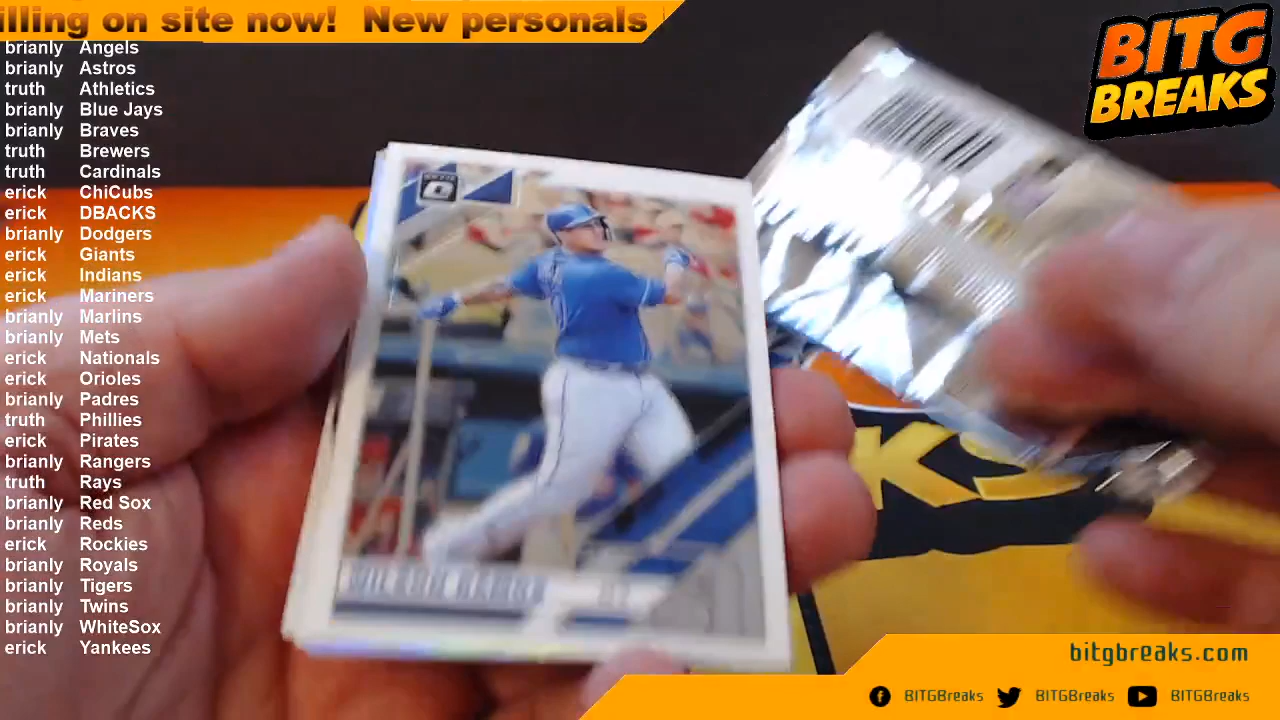 illing on site now! New personals
BITG
BREAKS
brianly Angels
brianly Astros
truth Athletics
brianly Blue Jays
brianly Braves
truth Brewers
truth Cardinals
erick ChiCubs
erick DBACKS
brianly Dodgers
erick Giants
erick Indians
erick Mariners
brianly Marlins
brianly Mets
erick Nationals
erick Orioles
brianly Padres
truth Phillies
erick Pirates
brianly Rangers
truth Rays
brianly Red Sox
brianly Reds
erick Rockies
brianly Royals
brianly Tigers
brianly Twins
brianly WhiteSox
erick Yankees
bitgbreaks.com
BITGBreaks BITGBreaks BITGBreaks